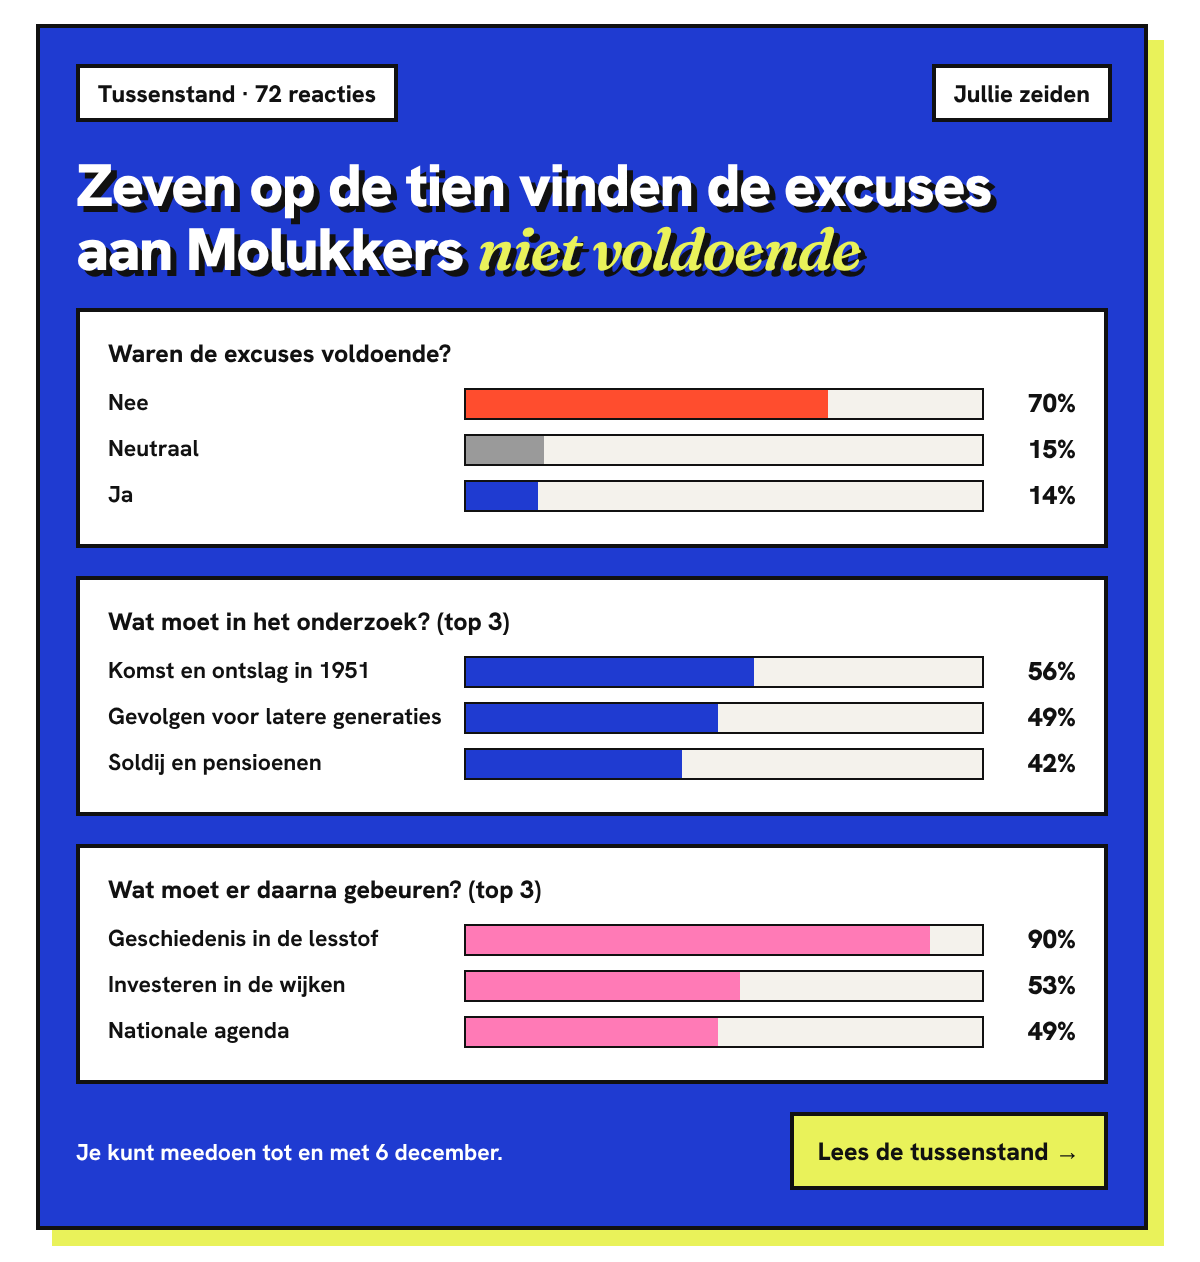 Tussenstand · 72 reacties
Jullie zeiden
Zeven op de tien vinden de excuses
aan Molukkers niet voldoende
Waren de excuses voldoende?
Nee 70%
Neutraal 15%
Ja 14%
Wat moet in het onderzoek? (top 3)
Komst en ontslag in 1951 56%
Gevolgen voor latere generaties 49%
Soldij en pensioenen 42%
Wat moet er daarna gebeuren? (top 3)
Geschiedenis in de lesstof 90%
Investeren in de wijken 53%
Nationale agenda 49%
Je kunt meedoen tot en met 6 december.
Lees de tussenstand →